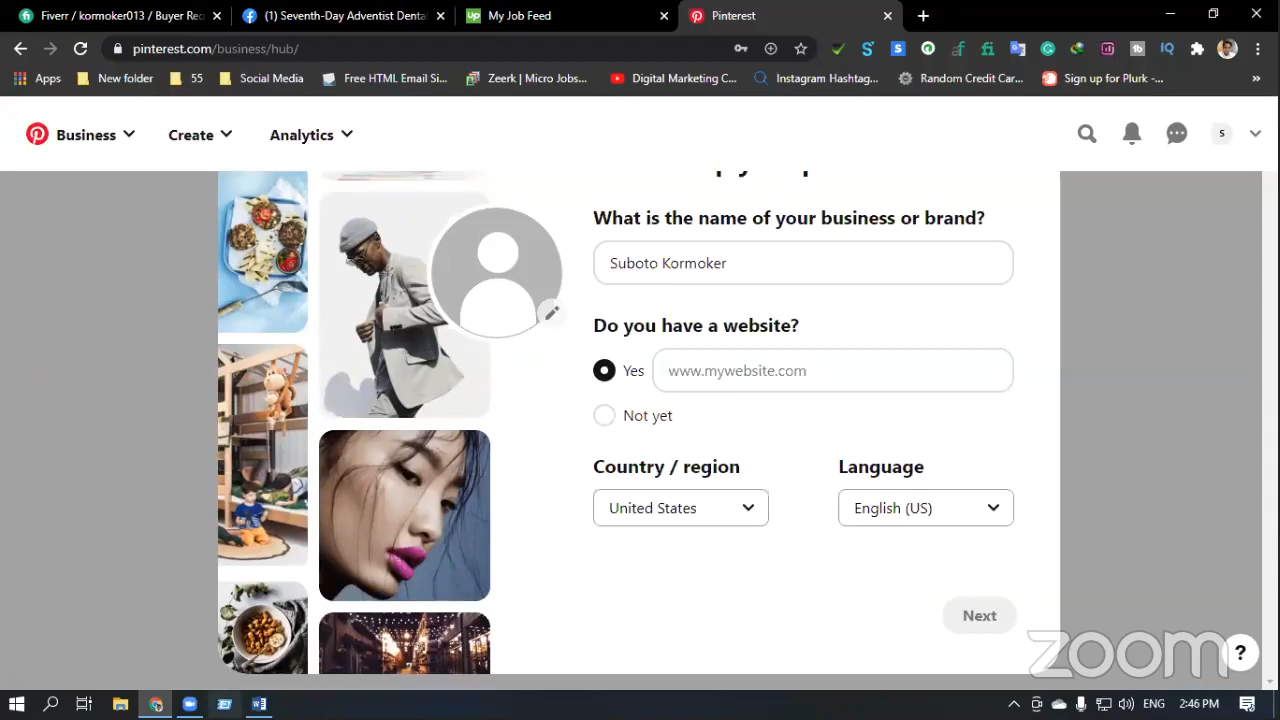 Fiverr / kormoker013 / Buyer Rec
(1) Seventh-Day Adventist Denta
My Job Feed
Pinterest
pinterest.com/business/hub/
Apps
New folder
55
Social Media
Free HTML Email Si...
Zeerk | Micro Jobs...
Digital Marketing C...
Instagram Hashtag...
Random Credit Car...
Sign up for Plurk -...
»
Business
Create
Analytics
S
What is the name of your business or brand?
Suboto Kormoker
Do you have a website?
Yes
www.mywebsite.com
Not yet
Country / region
Language
United States
English (US)
Next
zoom
?
ENG
2:46 PM